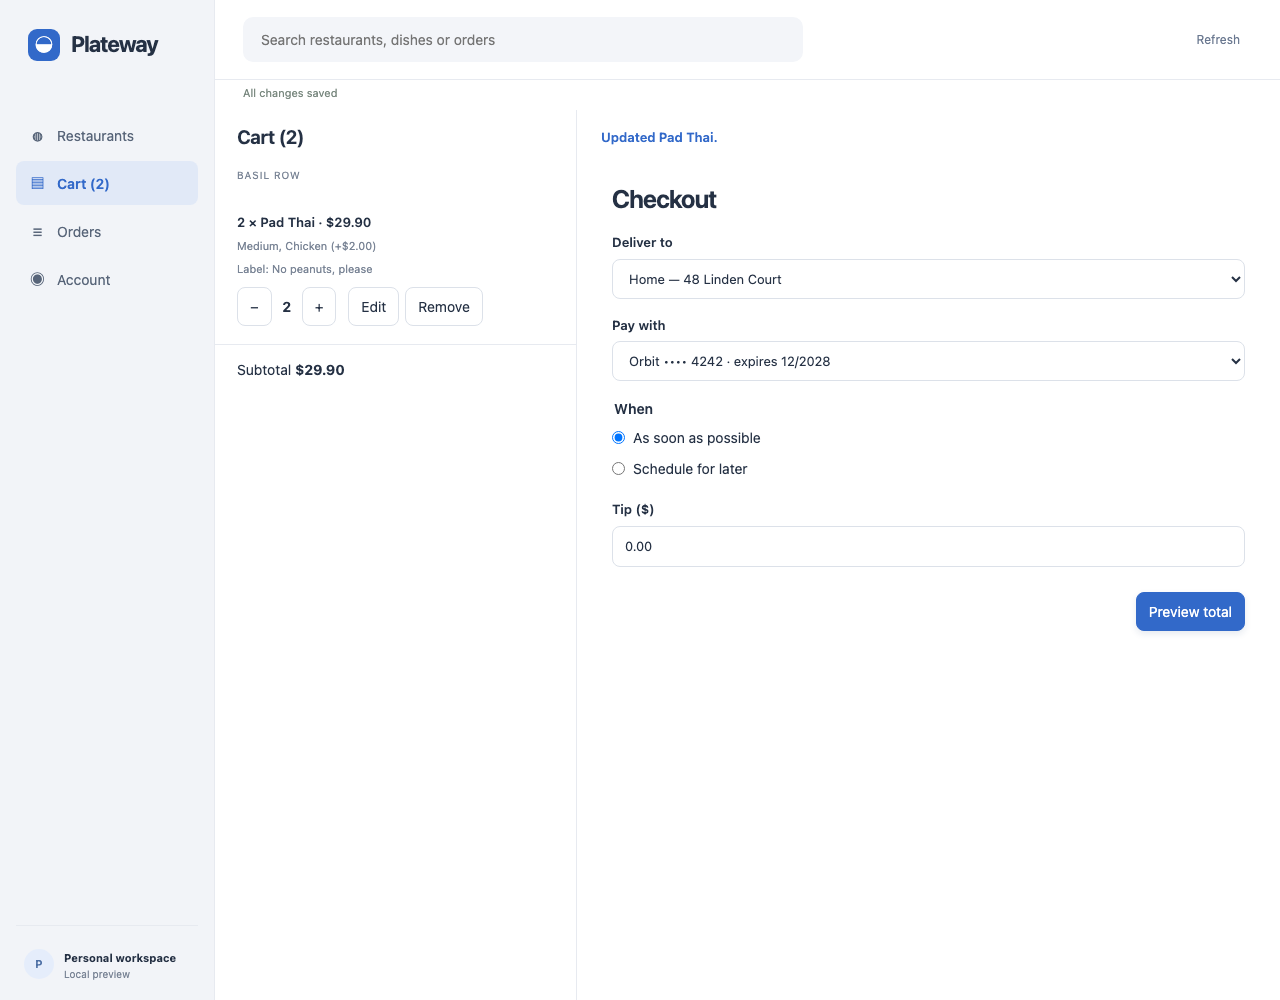 Plateway
Search restaurants, dishes or orders
Refresh
All changes saved
Restaurants
Cart (2)
Orders
Account
Cart (2)
BASIL ROW
2 × Pad Thai · $29.90
Medium, Chicken (+$2.00)
Label: No peanuts, please
− 2 + Edit Remove
Subtotal $29.90
Updated Pad Thai.
Checkout
Deliver to
Home — 48 Linden Court
Pay with
Orbit •••• 4242 · expires 12/2028
When
As soon as possible
Schedule for later
Tip ($)
0.00
Preview total
P
Personal workspace
Local preview